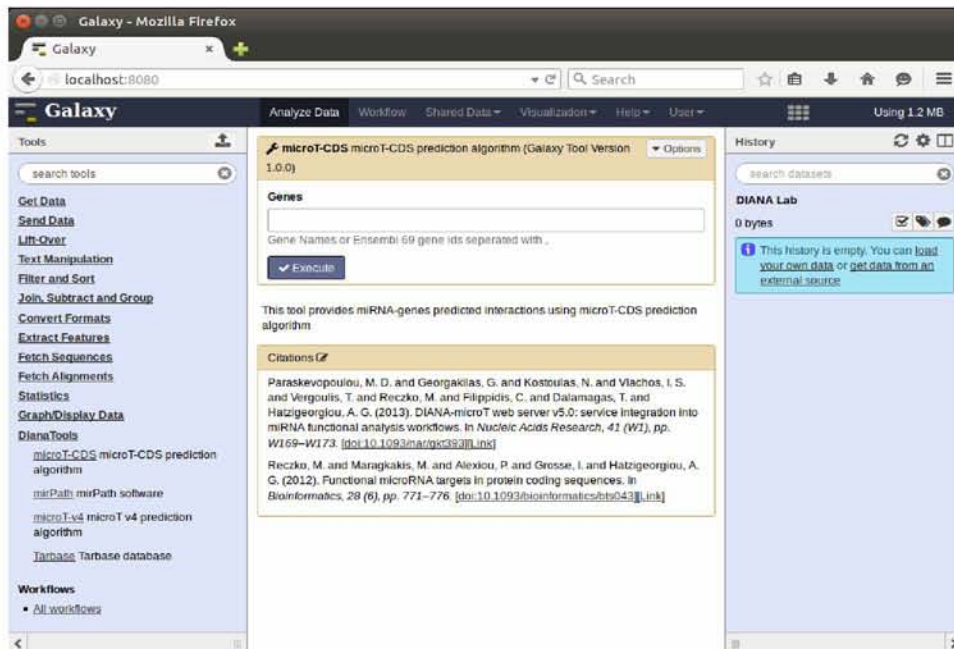 Galaxy - Mozilla Firefox
Galaxy
localhost:8080
Search
Galaxy
Analyze Data Workflow Shared Data Visualization Help User
Using 1.2 MB
Tools
search tools
Get Data
Send Data
Lift-Over
Text Manipulation
Filter and Sort
Join, Subtract and Group
Convert Formats
Extract Features
Fetch Sequences
Fetch Alignments
Statistics
Graph/Display Data
DianaTools
microT-CDS microT-CDS prediction
algorithm
mirPath mirPath software
microT-v4 microT v4 prediction
algorithm
Tarbase Tarbase database
Workflows
All workflows
microT-CDS microT-CDS prediction algorithm (Galaxy Tool Version
1.0.0)
Options
Genes
Gene Names or Ensembl 69 gene ids seperated with ,
Execute
This tool provides miRNA-genes predicted interactions using microT-CDS prediction
algorithm
Citations
Paraskevopoulou, M. D. and Georgakilas, G. and Kostoulas, N. and Vlachos, I. S.
and Vergoulis, T. and Reczko, M. and Filippidis, C. and Dalamagas, T. and
Hatzigeorgiou, A. G. (2013). DIANA-microT web server v5.0: service integration into
miRNA functional analysis workflows. In Nucleic Acids Research, 41 (W1), pp.
W169–W173. [doi:10.1093/nar/gkt393][Link]
Reczko, M. and Maragkakis, M. and Alexiou, P. and Grosse, I. and Hatzigeorgiou, A.
G. (2012). Functional microRNA targets in protein coding sequences. In
Bioinformatics, 28 (6), pp. 771–776. [doi:10.1093/bioinformatics/bts043][Link]
History
search datasets
DIANA Lab
0 bytes
This history is empty. You can load
your own data or get data from an
external source